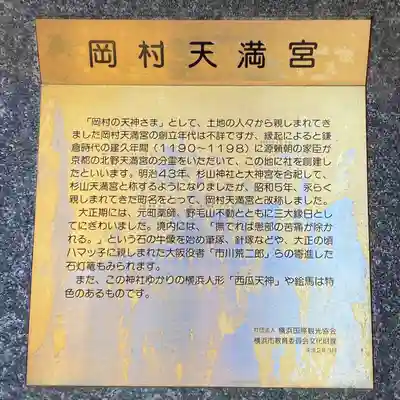 岡村天満宮
「岡村の天神さま」として、土地の人々から親しまれてき
ました岡村天満宮の創立年代は不詳ですが、縁起によると鎌
倉時代の建久年間（1190～1198）に源頼朝の家臣が
京都の北野天満宮の分霊をいただいて、この地に社を創建し
たといいます。明治43年、杉山神社と大神宮を合祀して、
杉山天満宮と称するようになりましたが、昭和5年、永らく
親しまれてきた町名をとって、岡村天満宮と改称しました。
大正期には、元町薬師、野毛山不動とともに三大縁日とし
てにぎわいました。境内には、「撫でれば患部の苦痛が除か
れる。」という石の牛像を始め筆塚、針塚などや、大正の頃
ハマッ子に親しまれた大阪役者「市川荒二郎」らの寄進した
石灯篭もみられます。
また、この神社ゆかりの横浜人形「西瓜天神」や絵馬は特
色のあるものです。
社団法人 横浜国際観光協会
横浜市教育委員会文化財課
平成2年3月